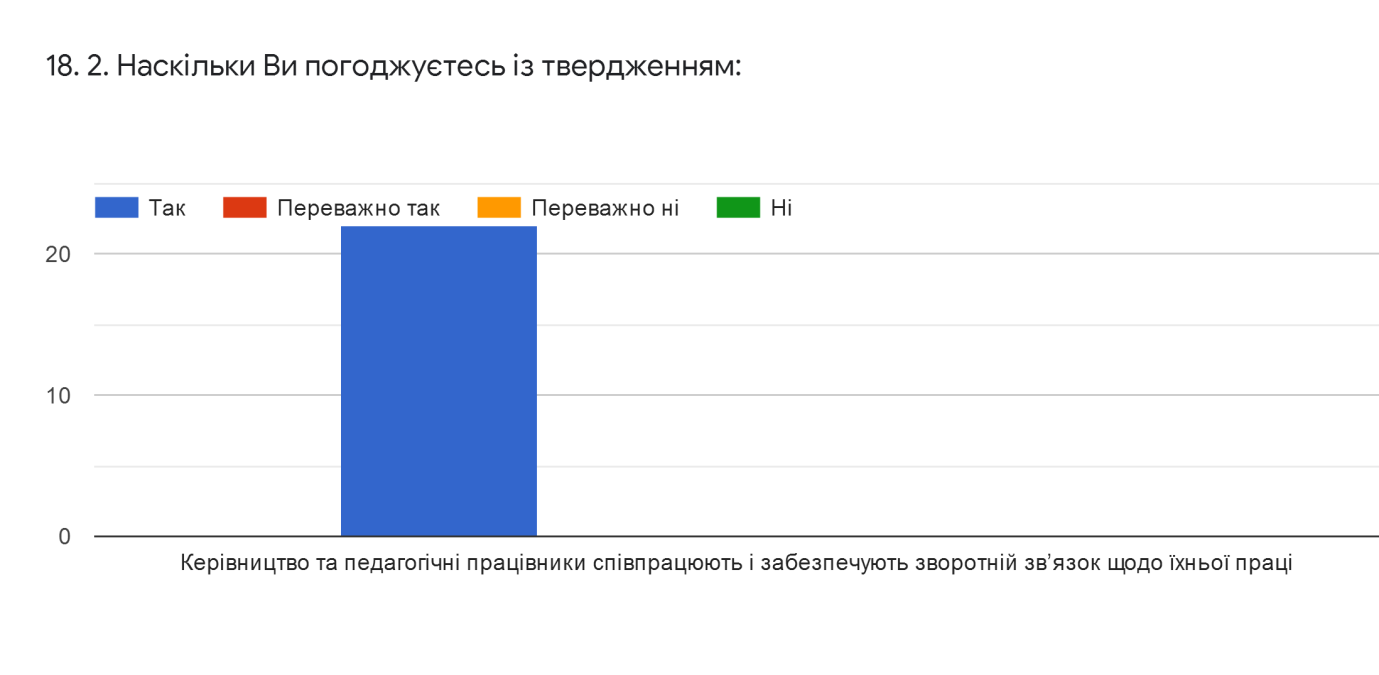 18. 2. Наскільки Ви погоджуєтесь із твердженням:
Так Переважно так Переважно ні Ні
20
10
0
Керівництво та педагогічні працівники співпрацюють і забезпечують зворотній зв’язок щодо їхньої праці